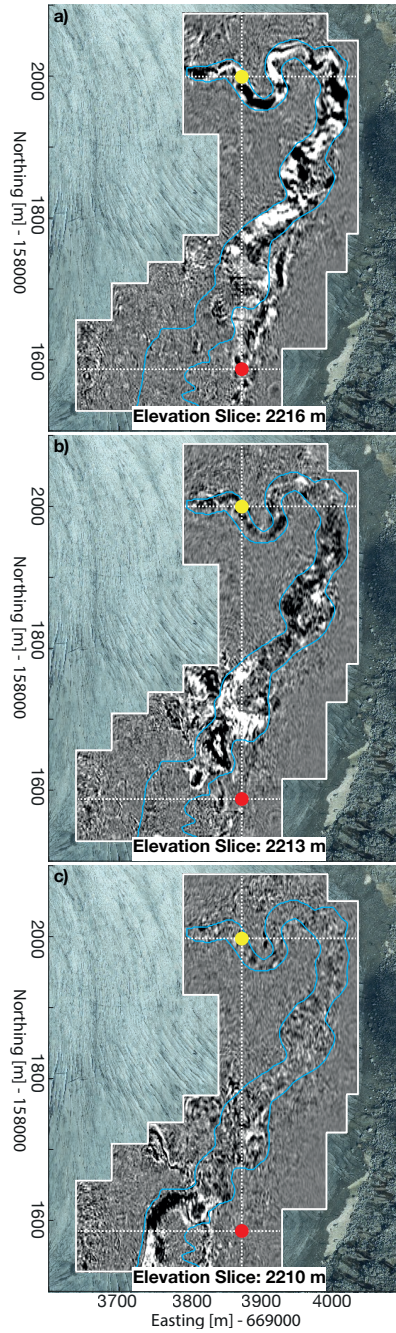 a)
2000
1800
1600
Northing [m] - 158000
Elevation Slice: 2216 m
b)
2000
1800
1600
Northing [m] - 158000
Elevation Slice: 2213 m
c)
2000
1800
1600
Northing [m] - 158000
Elevation Slice: 2210 m
3700 3800 3900 4000
Easting [m] - 669000